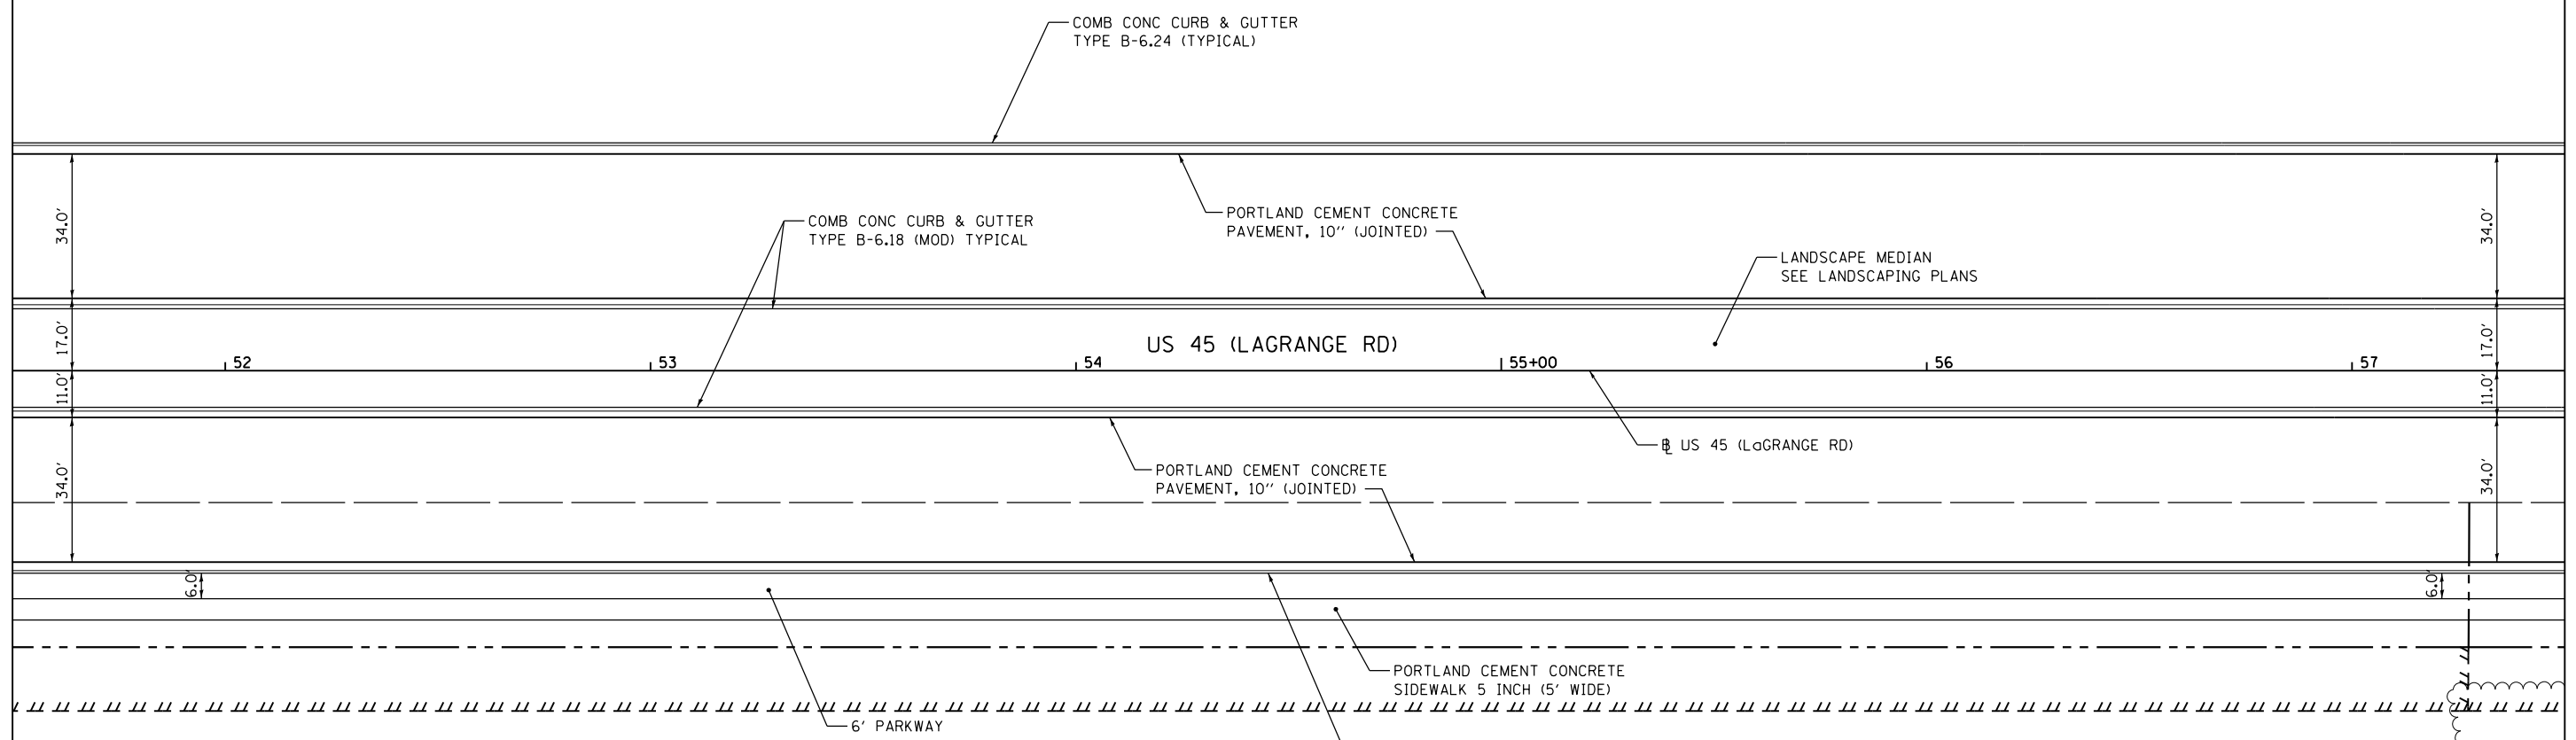 COMB CONC CURB & GUTTER
TYPE B-6.24 (TYPICAL)
34.0'
COMB CONC CURB & GUTTER
TYPE B-6.18 (MOD) TYPICAL
PORTLAND CEMENT CONCRETE
PAVEMENT, 10'' (JOINTED)
LANDSCAPE MEDIAN
SEE LANDSCAPING PLANS
34.0'
17.0'
US 45 (LAGRANGE RD)
17.0'
52
53
54
55+00
56
57
11.0'
11.0'
℄ US 45 (LaGRANGE RD)
34.0'
PORTLAND CEMENT CONCRETE
PAVEMENT, 10'' (JOINTED)
34.0'
6.0'
6.0'
PORTLAND CEMENT CONCRETE
SIDEWALK 5 INCH (5' WIDE)
6' PARKWAY